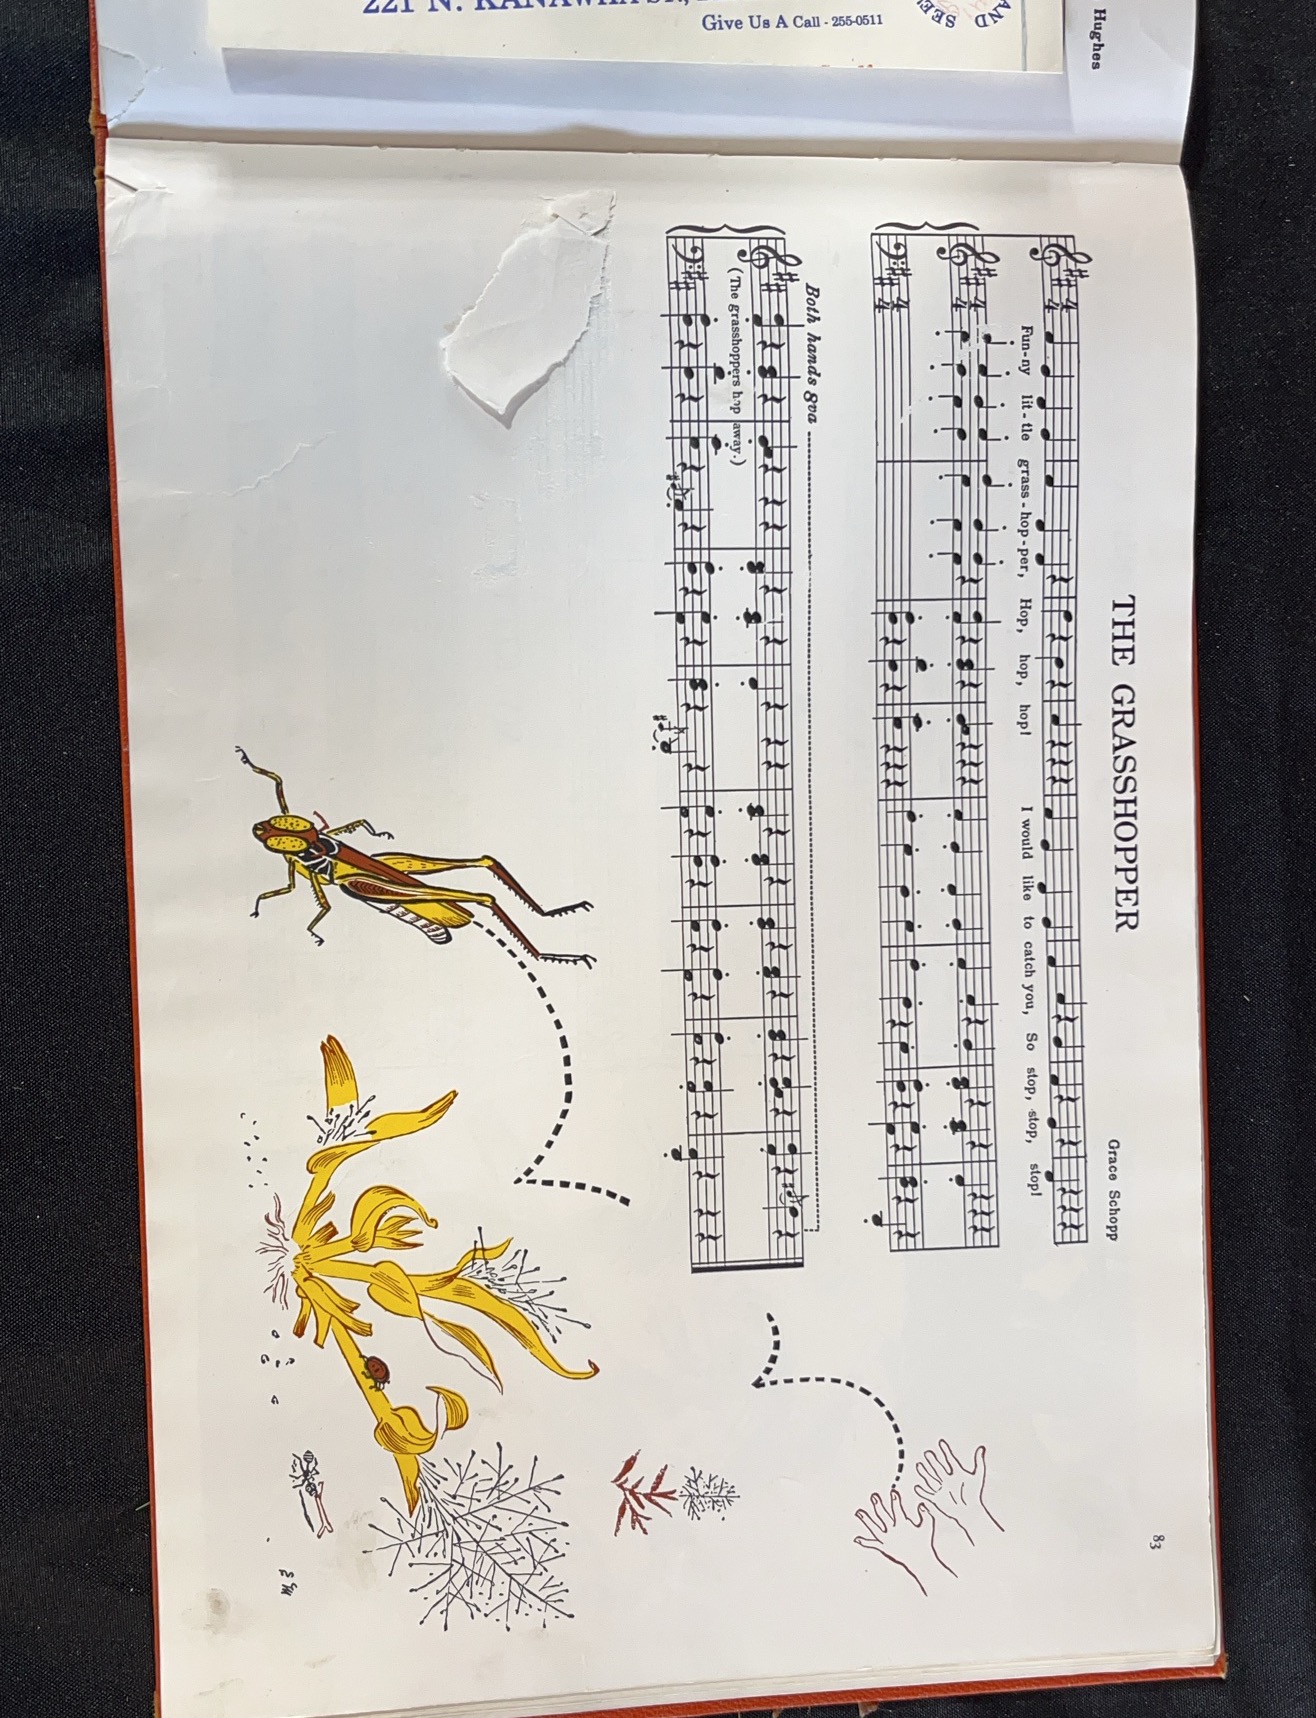 Give Us A Call - 255-0511
Hughes
83
THE GRASSHOPPER
Grace Schopp
Fun-ny lit-tle grass-hop-per, Hop, hop, hop! I would like to catch you, So stop, stop, stop!
Both hands 8va
(The grasshoppers hop away.)